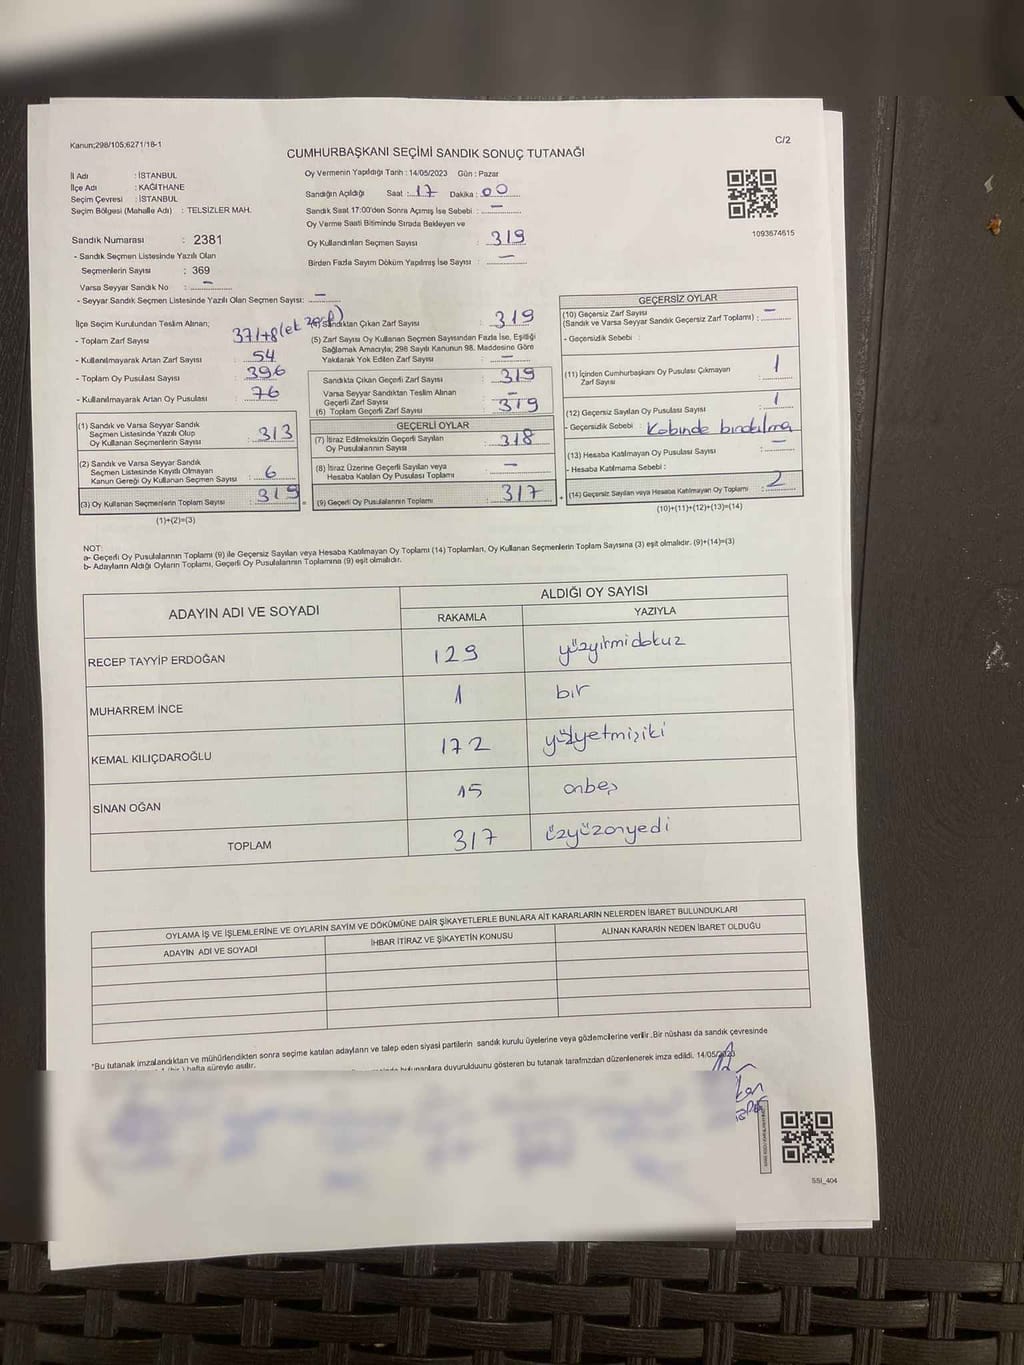 Kanun;298/105;6271/18-1
C/2
CUMHURBAŞKANI SEÇİMİ SANDIK SONUÇ TUTANAĞI
İl Adı : İSTANBUL
İlçe Adı : KAĞITHANE
Seçim Çevresi : İSTANBUL
Seçim Bölgesi (Mahalle Adı) : TELSİZLER MAH.
Sandık Numarası : 2381
- Sandık Seçmen Listesinde Yazılı Olan
Seçmenlerin Sayısı : 369
Varsa Seyyar Sandık No : –
- Seyyar Sandık Seçmen Listesinde Yazılı Olan Seçmen Sayısı: –
Oy Vermenin Yapıldığı Tarih : 14/05/2023 Gün : Pazar
Sandığın Açıldığı Saat : 17 Dakika : 00
Sandık Saat 17:00'den Sonra Açımış İse Sebebi : –
Oy Verme Saati Bitiminde Sırada Bekleyen ve
Oy Kullandırılan Seçmen Sayısı 319
Birden Fazla Sayım Döküm Yapılmış İse Sayısı : –
1093674615
İlçe Seçim Kurulundan Teslim Alınan;
- Toplam Zarf Sayısı 371+8 (ek zarf)
- Kullanılmayarak Artan Zarf Sayısı : 54
- Toplam Oy Pusulası Sayısı 396
- Kullanılmayarak Artan Oy Pusulası : 76
(1) Sandık ve Varsa Seyyar Sandık
Seçmen Listesinde Yazılı Olup
Oy Kullanan Seçmenlerin Sayısı : 313
(2) Sandık ve Varsa Seyyar Sandık
Seçmen Listesinde Kayıtlı Olmayan
Kanun Gereği Oy Kullanan Seçmen Sayısı : 6
(3) Oy Kullanan Seçmenlerin Toplam Sayısı : 319
(1)+(2)=(3)
Sandıktan Çıkan Zarf Sayısı : 319
(5) Zarf Sayısı Oy Kullanan Seçmen Sayısından Fazla İse, Eşitliği
Sağlamak Amacıyla; 298 Sayılı Kanunun 98. Maddesine Göre
Yakılarak Yok Edilen Zarf Sayısı : –
Sandıkta Çıkan Geçerli Zarf Sayısı : 319
Varsa Seyyar Sandıktan Teslim Alınan
Geçerli Zarf Sayısı : –
(6) Toplam Geçerli Zarf Sayısı : 319
GEÇERLİ OYLAR
(7) İtiraz Edilmeksizin Geçerli Sayılan
Oy Pusulasının Sayısı : 318
(8) İtiraz Üzerine Geçerli Sayılan veya
Hesaba Katılan Oy Pusulası Toplamı : –
(9) Geçerli Oy Pusulalarının Toplamı : 317
GEÇERSİZ OYLAR
(10) Geçersiz Zarf Sayısı
(Sandık ve Varsa Seyyar Sandık Geçersiz Zarf Toplamı) : –
- Geçersizlik Sebebi :
(11) İçinden Cumhurbaşkanı Oy Pusulası Çıkmayan
Zarf Sayısı : 1
(12) Geçersiz Sayılan Oy Pusulası Sayısı : 1
- Geçersizlik Sebebi :
(13) Hesaba Katılmayan Oy Pusulası Sayısı : –
- Hesaba Katılmama Sebebi :
(14) Geçersiz Sayılan veya Hesaba Katılmayan Oy Toplamı : 2
(10)+(11)+(12)+(13)=(14)
NOT:
a- Geçerli Oy Pusulalarının Toplamı (9) ile Geçersiz Sayılan veya Hesaba Katılmayan Oy Toplamı (14) Toplamları, Oy Kullanan Seçmenlerin Toplam Sayısına (3) eşit olmalıdır. (9)+(14)=(3)
b- Adayların Aldığı Oyların Toplamı, Geçerli Oy Pusulalarının Toplamına (9) eşit olmalıdır.
ADAYIN ADI VE SOYADI
ALDIĞI OY SAYISI
RAKAMLA YAZIYLA
RECEP TAYYİP ERDOĞAN 129 yüzyirmidokuz
MUHARREM İNCE 1 bir
KEMAL KILIÇDAROĞLU 172 yüzyetmişiki
SİNAN OĞAN 15 onbeş
TOPLAM 317 üçyüzonyedi
OYLAMA İŞ VE İŞLEMLERİNE VE OYLARIN SAYIM VE DÖKÜMÜNE DAİR ŞİKAYETLERLE BUNLARA AİT KARARLARIN NELERDEN İBARET BULUNDUKLARI
ADAYIN ADI VE SOYADI İHBAR İTİRAZ VE ŞİKAYETİN KONUSU ALINAN KARARIN NEDEN İBARET OLDUĞU
*Bu tutanak imzalandıktan ve mühürlendikten sonra seçime katılan adayların ve talep eden siyasi partilerin sandık kurulu üyelerine veya gözlemcilerine verilir. Bir nüshası da sandık çevresinde
(bir) hafta süreyle asılır.
duyurulduunu gösteren bu tutanak tarafınzdan düzenlenerek imza edildi. 14/05/2023
SSI_404